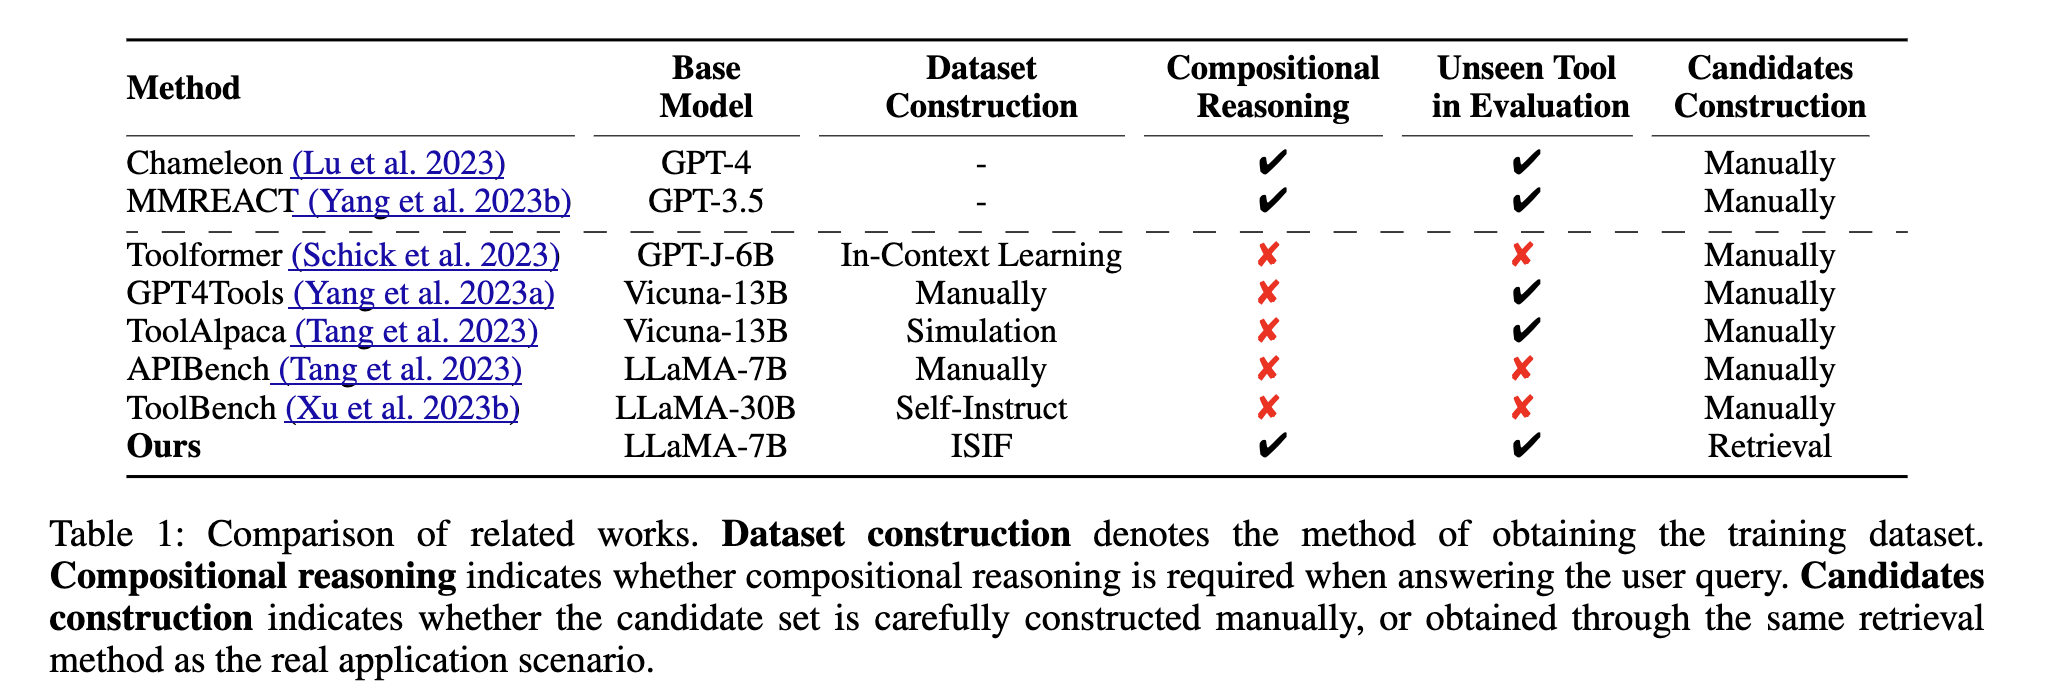 Method Base Model Dataset Construction Compositional Reasoning Unseen Tool in Evaluation Candidates Construction
Chameleon (Lu et al. 2023) GPT-4 - ✔ ✔ Manually
MMREACT (Yang et al. 2023b) GPT-3.5 - ✔ ✔ Manually
Toolformer (Schick et al. 2023) GPT-J-6B In-Context Learning ✘ ✘ Manually
GPT4Tools (Yang et al. 2023a) Vicuna-13B Manually ✘ ✔ Manually
ToolAlpaca (Tang et al. 2023) Vicuna-13B Simulation ✘ ✔ Manually
APIBench (Tang et al. 2023) LLaMA-7B Manually ✘ ✘ Manually
ToolBench (Xu et al. 2023b) LLaMA-30B Self-Instruct ✘ ✘ Manually
Ours LLaMA-7B ISIF ✔ ✔ Retrieval
Table 1: Comparison of related works. Dataset construction denotes the method of obtaining the training dataset.
Compositional reasoning indicates whether compositional reasoning is required when answering the user query. Candidates
construction indicates whether the candidate set is carefully constructed manually, or obtained through the same retrieval
method as the real application scenario.